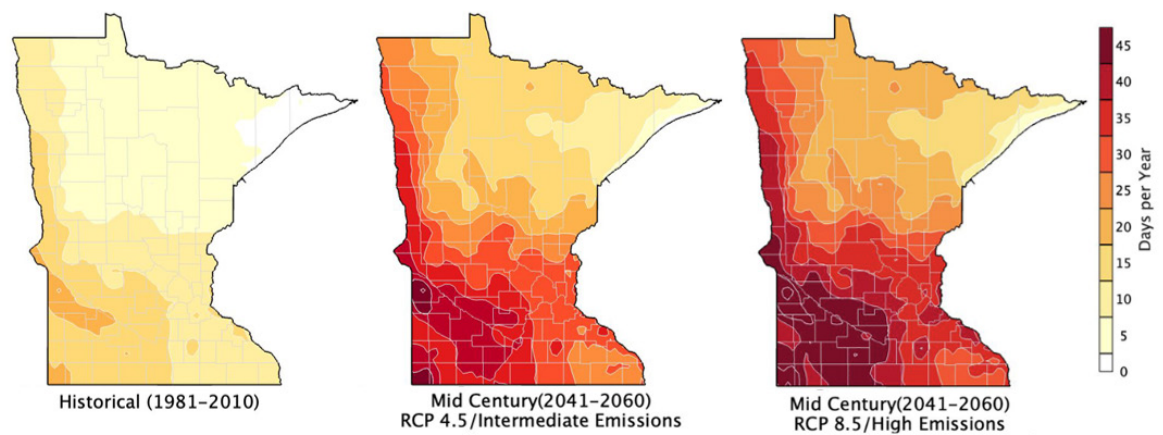 45
40
35
30
25
20
15
10
5
0
Days per Year
Historical (1981-2010)
Mid Century(2041-2060)
RCP 4.5/Intermediate Emissions
Mid Century(2041-2060)
RCP 8.5/High Emissions